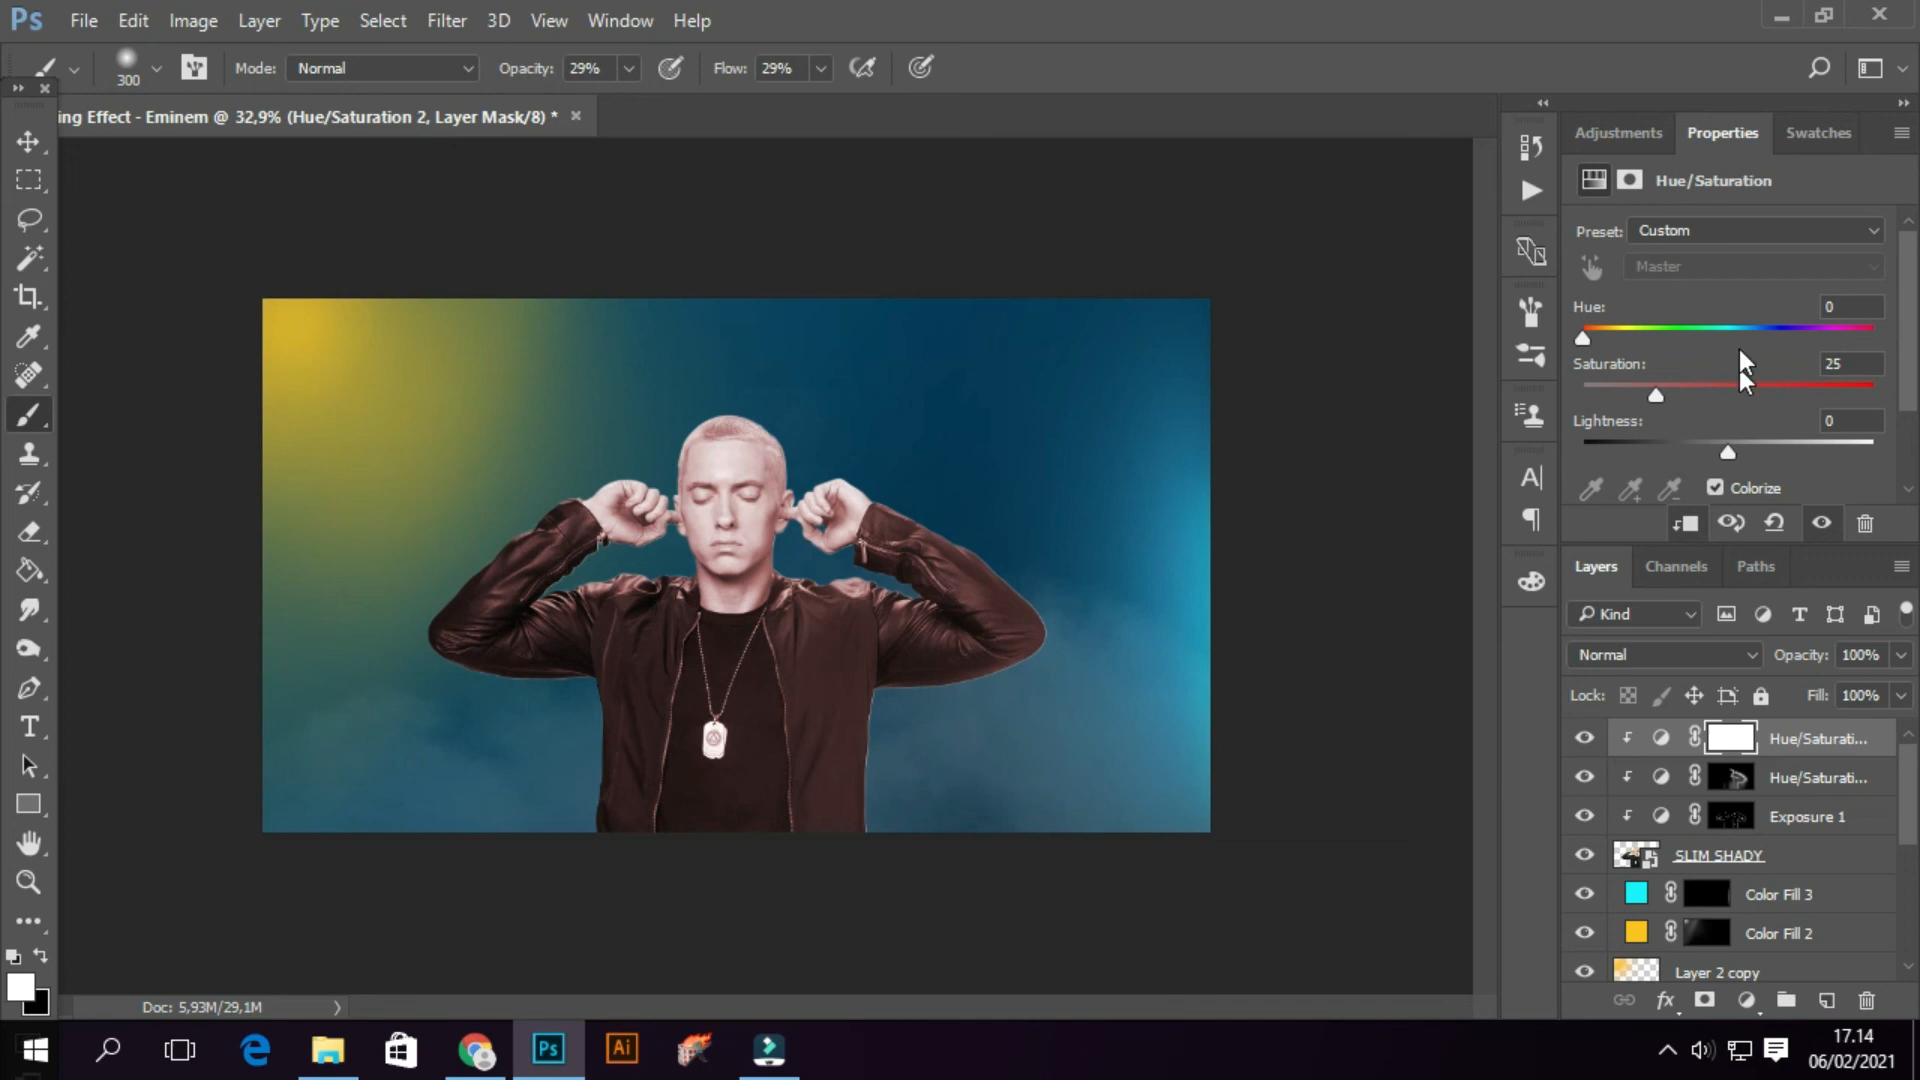 Ps File Edit Image Layer Type Select Filter 3D View Window Help
300 Mode: Normal Opacity: 29% Flow: 29%
ing Effect - Eminem @ 32,9% (Hue/Saturation 2, Layer Mask/8) *
Adjustments Properties Swatches
Hue/Saturation
Preset: Custom
Master
Hue: 0
Saturation: 25
Lightness: 0
Colorize
Layers Channels Paths
Kind
Normal Opacity: 100%
Lock: Fill: 100%
Hue/Saturati...
Hue/Saturati...
Exposure 1
SLIM SHADY
Color Fill 3
Color Fill 2
Layer 2 copy
fx
Doc: 5,93M/29,1M
Ps Ai
17.14
06/02/2021